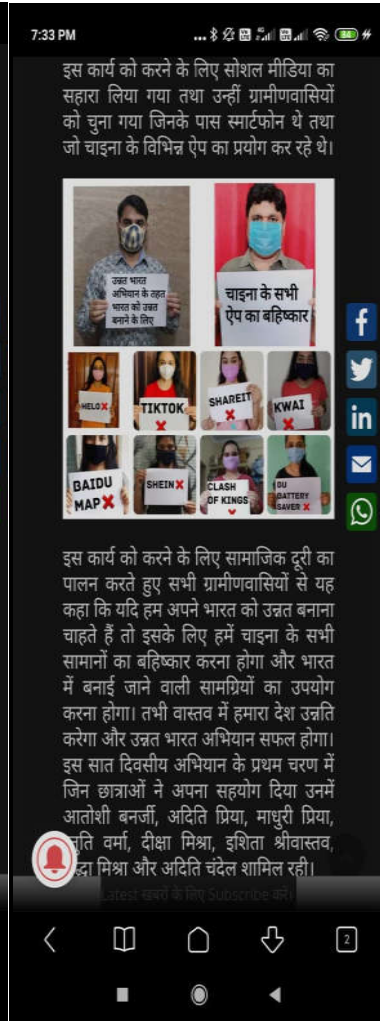 7:33 PM
84
इस कार्य को करने के लिए सोशल मीडिया का
सहारा लिया गया तथा उन्हीं ग्रामीणवासियों
को चुना गया जिनके पास स्मार्टफोन थे तथा
जो चाइना के विभिन्न ऐप का प्रयोग कर रहे थे।
उन्नत भारत
अभियान के तहत
भारत को उन्नत
बनाने के लिए
चाइना के सभी
ऐप का बहिष्कार
HELO
TIKTOK
SHAREIT
KWAI
BAIDU
MAP
SHEIN
CLASH
OF KINGS
DU
BATTERY
SAVER
इस कार्य को करने के लिए सामाजिक दूरी का
पालन करते हुए सभी ग्रामीणवासियों से यह
कहा कि यदि हम अपने भारत को उन्नत बनाना
चाहते हैं तो इसके लिए हमें चाइना के सभी
सामानों का बहिष्कार करना होगा और भारत
में बनाई जाने वाली सामग्रियों का उपयोग
करना होगा। तभी वास्तव में हमारा देश उन्नति
करेगा और उन्नत भारत अभियान सफल होगा।
इस सात दिवसीय अभियान के प्रथम चरण में
जिन छात्राओं ने अपना सहयोग दिया उनमें
आतोशी बनर्जी, अदिति प्रिया, माधुरी प्रिया,
वर्मा, दीक्षा मिश्रा, इशिता श्रीवास्तव,
मिश्रा और अदिति चंदेल शामिल रही।
Latest खबरों के लिए Subscribe करें।
2